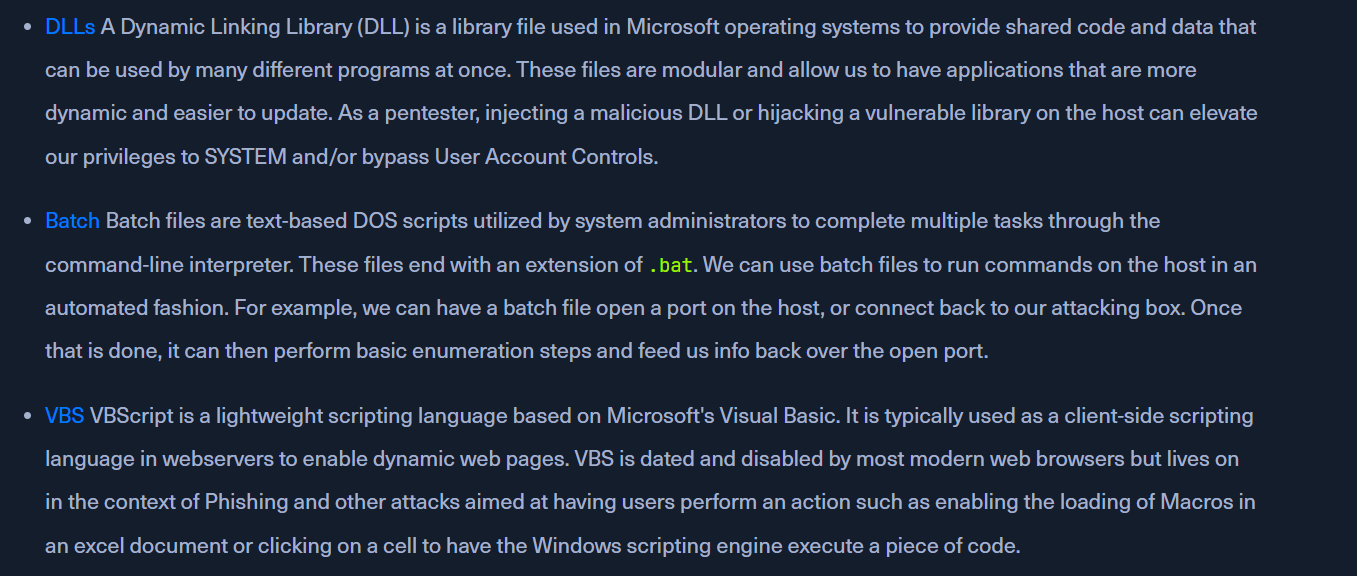 • DLLs A Dynamic Linking Library (DLL) is a library file used in Microsoft operating systems to provide shared code and data that
can be used by many different programs at once. These files are modular and allow us to have applications that are more
dynamic and easier to update. As a pentester, injecting a malicious DLL or hijacking a vulnerable library on the host can elevate
our privileges to SYSTEM and/or bypass User Account Controls.
• Batch Batch files are text-based DOS scripts utilized by system administrators to complete multiple tasks through the
command-line interpreter. These files end with an extension of .bat. We can use batch files to run commands on the host in an
automated fashion. For example, we can have a batch file open a port on the host, or connect back to our attacking box. Once
that is done, it can then perform basic enumeration steps and feed us info back over the open port.
• VBS VBScript is a lightweight scripting language based on Microsoft's Visual Basic. It is typically used as a client-side scripting
language in webservers to enable dynamic web pages. VBS is dated and disabled by most modern web browsers but lives on
in the context of Phishing and other attacks aimed at having users perform an action such as enabling the loading of Macros in
an excel document or clicking on a cell to have the Windows scripting engine execute a piece of code.